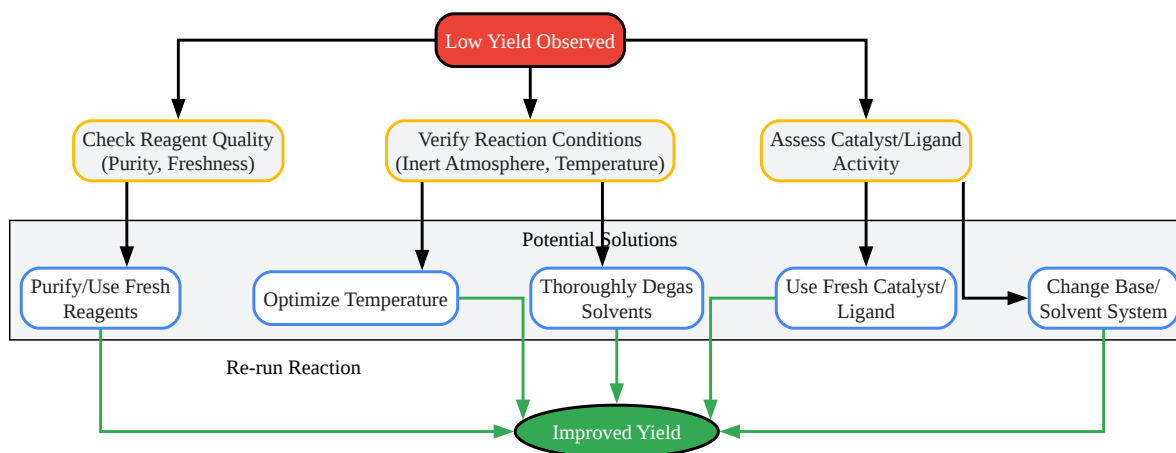 Low Yield Observed
Check Reagent Quality
(Purity, Freshness)
Verify Reaction Conditions
(Inert Atmosphere, Temperature)
Assess Catalyst/Ligand
Activity
Potential Solutions
Purify/Use Fresh
Reagents
Optimize Temperature
Thoroughly Degas
Solvents
Use Fresh Catalyst/
Ligand
Change Base/
Solvent System
Re-run Reaction
Improved Yield